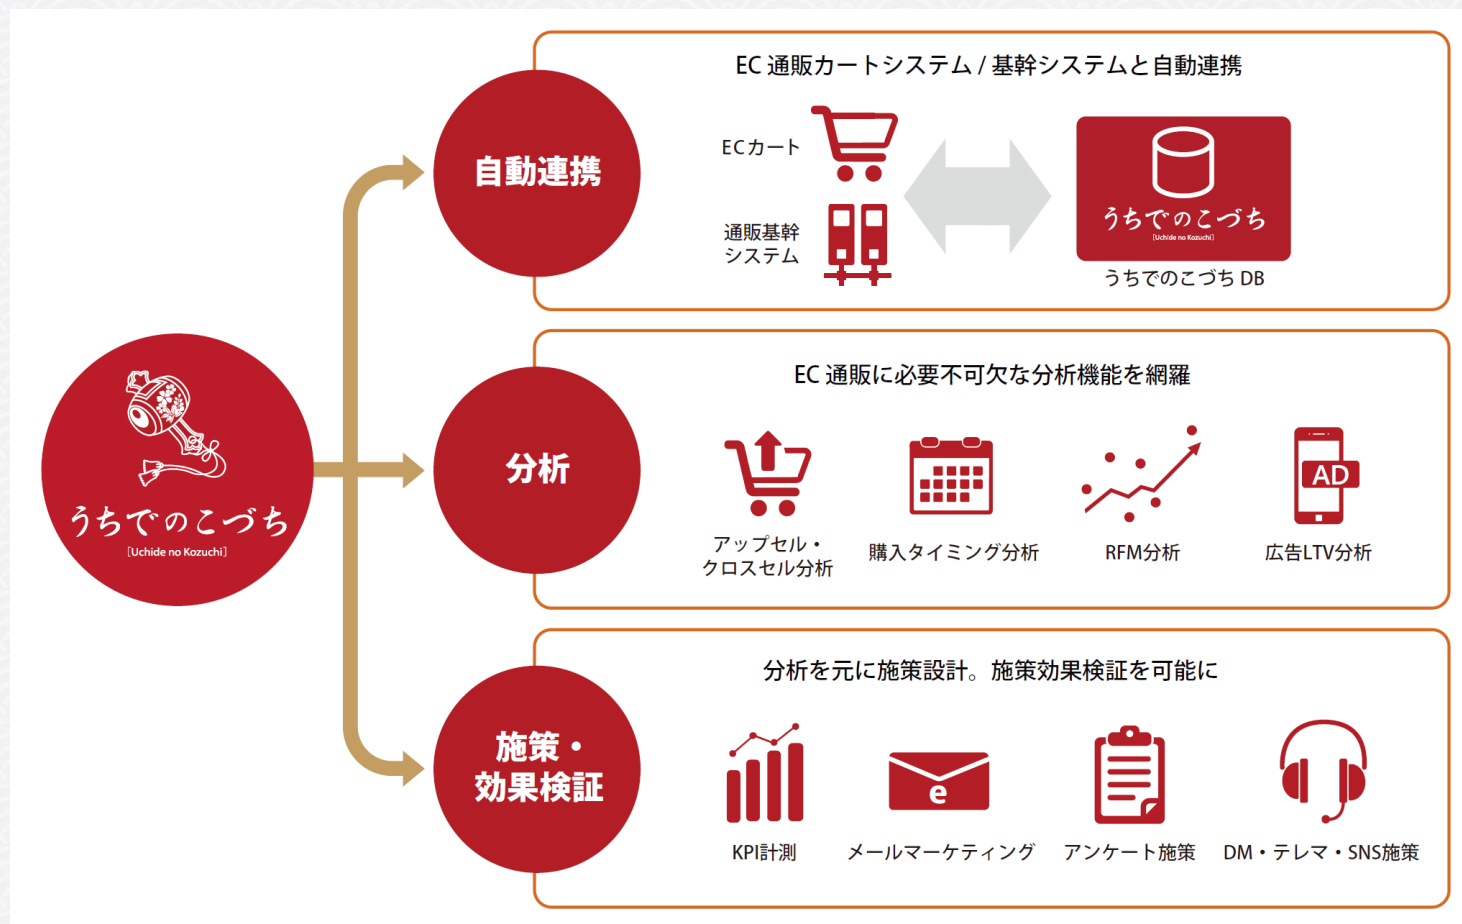 うちでのこづち
[Uchide no Kozuchi]
自動連携
EC 通販カートシステム / 基幹システムと自動連携
ECカート
通販基幹
システム
うちでのこづち
[Uchide no Kozuchi]
うちでのこづち DB
分析
EC 通販に必要不可欠な分析機能を網羅
アップセル・
クロスセル分析
購入タイミング分析
RFM分析
AD
広告LTV分析
施策・
効果検証
分析を元に施策設計。施策効果検証を可能に
KPI計測
e
メールマーケティング
アンケート施策
DM・テレマ・SNS施策